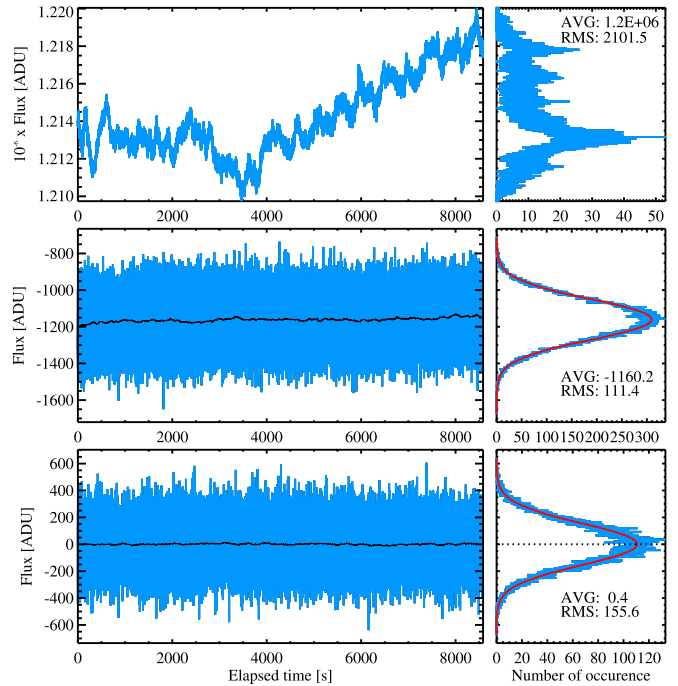 1.220
1.218
1.216
1.214
1.212
1.210
10⁻⁶ x Flux [ADU]
0 2000 4000 6000 8000
AVG: 1.2E+06
RMS: 2101.5
0 10 20 30 40 50
-800
-1000
-1200
-1400
-1600
Flux [ADU]
0 2000 4000 6000 8000
AVG: -1160.2
RMS: 111.4
0 50 100 150 200 250 300
600
400
200
0
-200
-400
-600
Flux [ADU]
0 2000 4000 6000 8000
Elapsed time [s]
AVG: 0.4
RMS: 155.6
0 20 40 60 80 100 120
Number of occurence